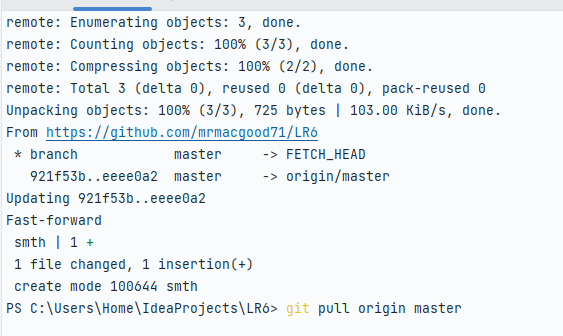 remote: Enumerating objects: 3, done.
remote: Counting objects: 100% (3/3), done.
remote: Compressing objects: 100% (2/2), done.
remote: Total 3 (delta 0), reused 0 (delta 0), pack-reused 0
Unpacking objects: 100% (3/3), 725 bytes | 103.00 KiB/s, done.
From https://github.com/mrmacgood71/LR6
 * branch            master     -> FETCH_HEAD
   921f53b..eeee0a2  master     -> origin/master
Updating 921f53b..eeee0a2
Fast-forward
 smth | 1 +
 1 file changed, 1 insertion(+)
 create mode 100644 smth
PS C:\Users\Home\IdeaProjects\LR6> git pull origin master